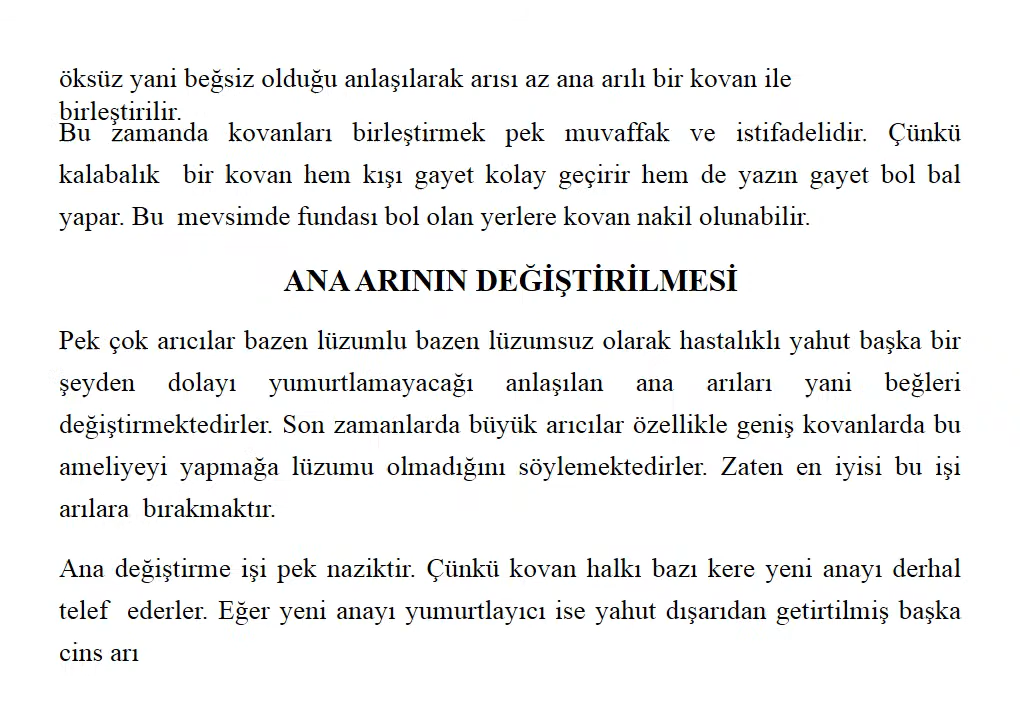 öksüz yani beğsiz olduğu anlaşılarak arısı az ana arılı bir kovan ile
birleştirilir.
Bu zamanda kovanları birleştirmek pek muvaffak ve istifadelidir. Çünkü
kalabalık bir kovan hem kışı gayet kolay geçirir hem de yazın gayet bol bal
yapar. Bu mevsimde fundası bol olan yerlere kovan nakil olunabilir.
ANA ARININ DEĞİŞTİRİLMESİ
Pek çok arıcılar bazen lüzumlu bazen lüzumsuz olarak hastalıklı yahut başka bir
şeyden dolayı yumurtlamayacağı anlaşılan ana arıları yani beğleri
değiştirmektedirler. Son zamanlarda büyük arıcılar özellikle geniş kovanlarda bu
ameliyeyi yapmağa lüzumu olmadığını söylemektedirler. Zaten en iyisi bu işi
arılara bırakmaktır.
Ana değiştirme işi pek naziktir. Çünkü kovan halkı bazı kere yeni anayı derhal
telef ederler. Eğer yeni anayı yumurtlayıcı ise yahut dışarıdan getirtilmiş başka
cins arı